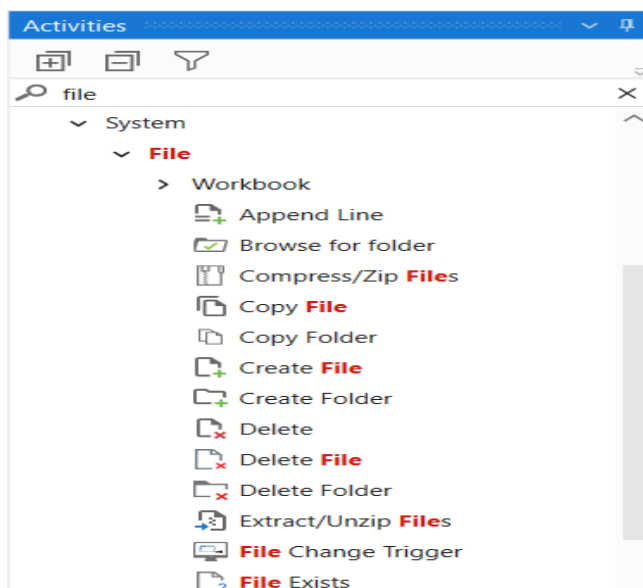 Activities
file
System
File
Workbook
Append Line
Browse for folder
Compress/Zip Files
Copy File
Copy Folder
Create File
Create Folder
Delete
Delete File
Delete Folder
Extract/Unzip Files
File Change Trigger
File Exists